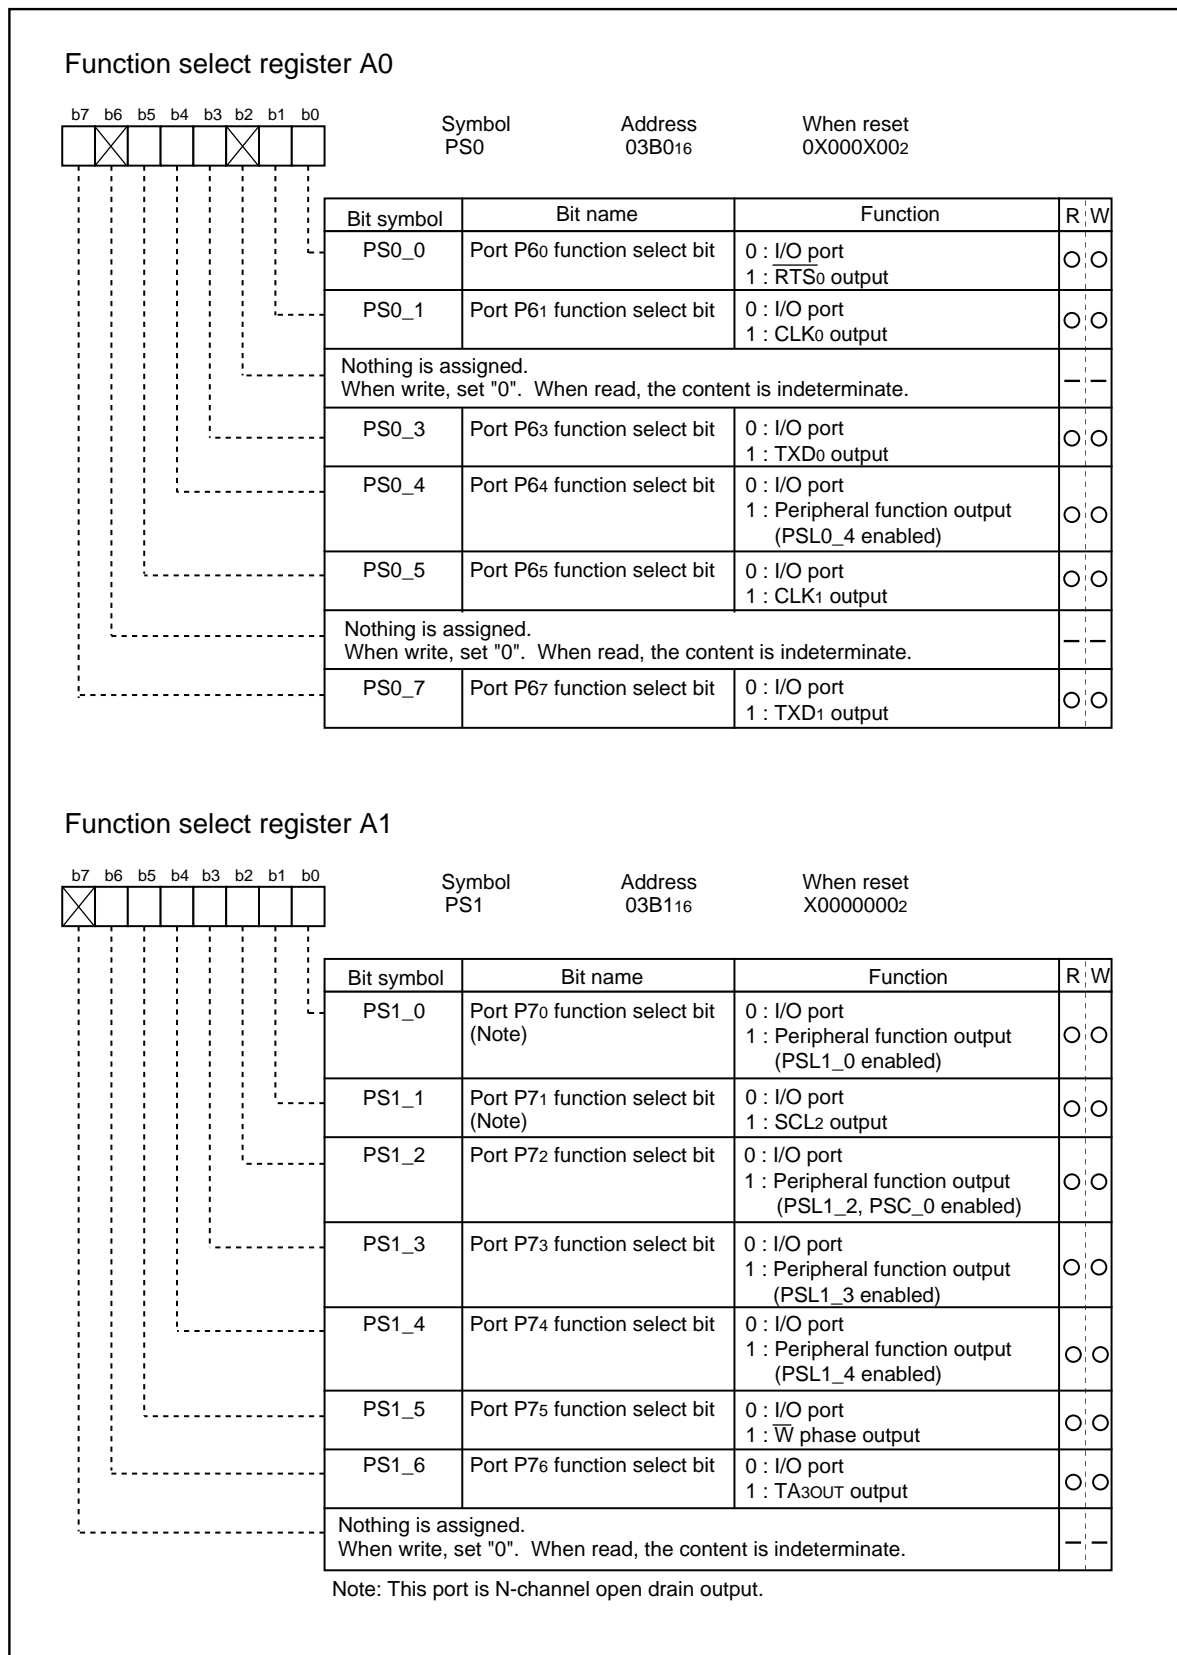 Function select register A0
b7 b6 b5 b4 b3 b2 b1 b0
Symbol Address When reset
PS0 03B016 0X000X002
Bit symbol Bit name Function R W
PS0_0 Port P60 function select bit 0 : I/O port
1 : RTS0 output
PS0_1 Port P61 function select bit 0 : I/O port
1 : CLK0 output
Nothing is assigned.
When write, set "0". When read, the content is indeterminate.
PS0_3 Port P63 function select bit 0 : I/O port
1 : TXD0 output
PS0_4 Port P64 function select bit 0 : I/O port
1 : Peripheral function output
(PSL0_4 enabled)
PS0_5 Port P65 function select bit 0 : I/O port
1 : CLK1 output
Nothing is assigned.
When write, set "0". When read, the content is indeterminate.
PS0_7 Port P67 function select bit 0 : I/O port
1 : TXD1 output
Function select register A1
b7 b6 b5 b4 b3 b2 b1 b0
Symbol Address When reset
PS1 03B116 X00000002
Bit symbol Bit name Function R W
PS1_0 Port P70 function select bit 0 : I/O port
(Note) 1 : Peripheral function output
(PSL1_0 enabled)
PS1_1 Port P71 function select bit 0 : I/O port
(Note) 1 : SCL2 output
PS1_2 Port P72 function select bit 0 : I/O port
1 : Peripheral function output
(PSL1_2, PSC_0 enabled)
PS1_3 Port P73 function select bit 0 : I/O port
1 : Peripheral function output
(PSL1_3 enabled)
PS1_4 Port P74 function select bit 0 : I/O port
1 : Peripheral function output
(PSL1_4 enabled)
PS1_5 Port P75 function select bit 0 : I/O port
1 : W phase output
PS1_6 Port P76 function select bit 0 : I/O port
1 : TA3OUT output
Nothing is assigned.
When write, set "0". When read, the content is indeterminate.
Note: This port is N-channel open drain output.